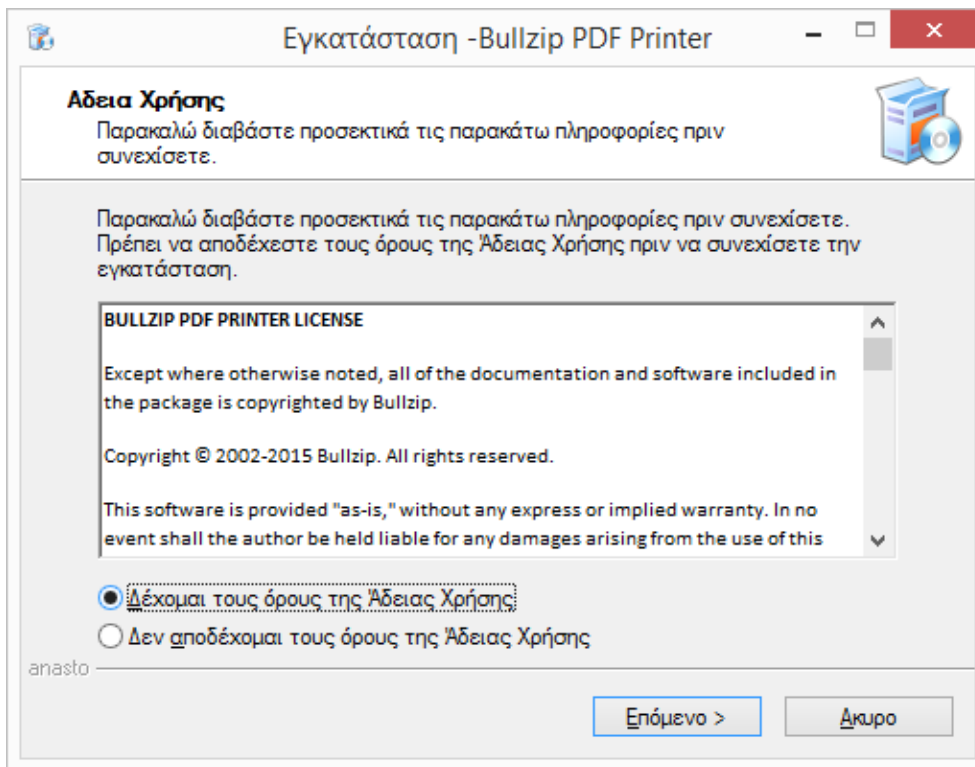 Εγκατάσταση -Bullzip PDF Printer
Αδεια Χρήσης
Παρακαλώ διαβάστε προσεκτικά τις παρακάτω πληροφορίες πριν
συνεχίσετε.
Παρακαλώ διαβάστε προσεκτικά τις παρακάτω πληροφορίες πριν συνεχίσετε.
Πρέπει να αποδέχεστε τους όρους της Άδειας Χρήσης πριν να συνεχίσετε την
εγκατάσταση.
BULLZIP PDF PRINTER LICENSE
Except where otherwise noted, all of the documentation and software included in
the package is copyrighted by Bullzip.
Copyright © 2002-2015 Bullzip. All rights reserved.
This software is provided "as-is," without any express or implied warranty. In no
event shall the author be held liable for any damages arising from the use of this
Δέχομαι τους όρους της Άδειας Χρήσης
Δεν αποδέχομαι τους όρους της Άδειας Χρήσης
anasto
Επόμενο >
Ακυρο